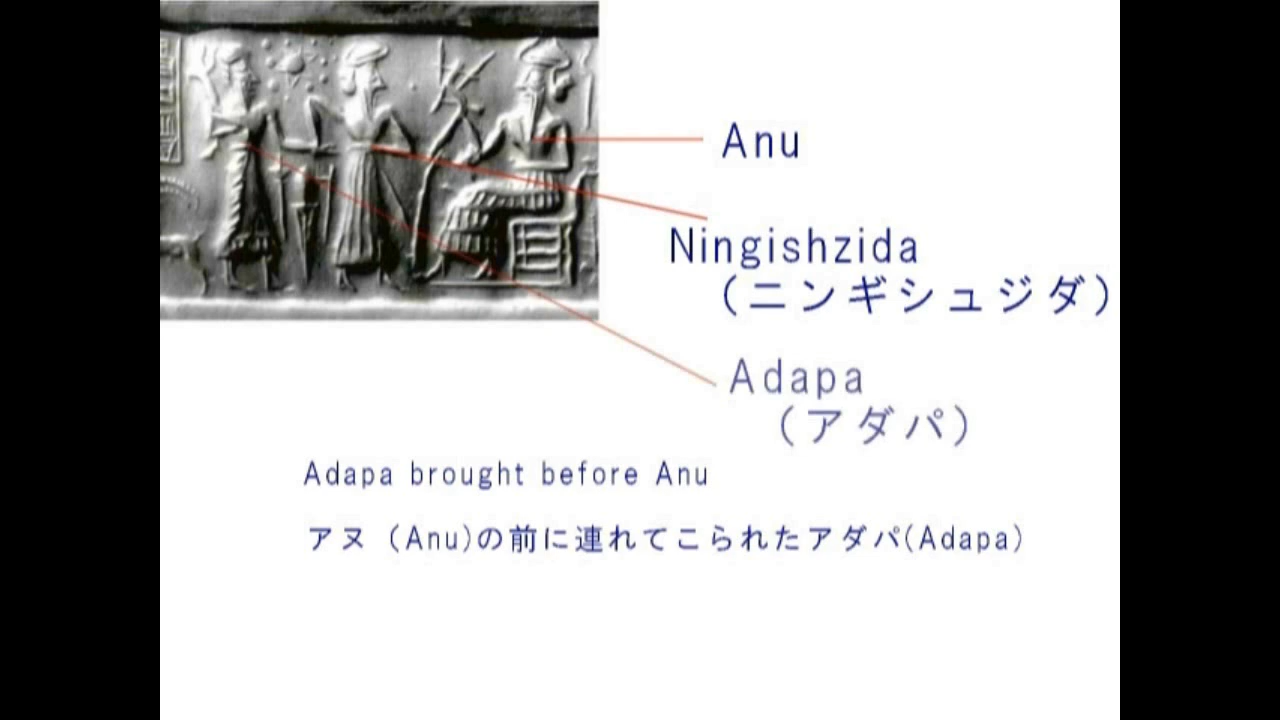 Anu
Ningishzida
(ニンギシュジダ)
Adapa
(アダパ)
Adapa brought before Anu
アヌ (Anu)の前に連れてこられたアダパ(Adapa)